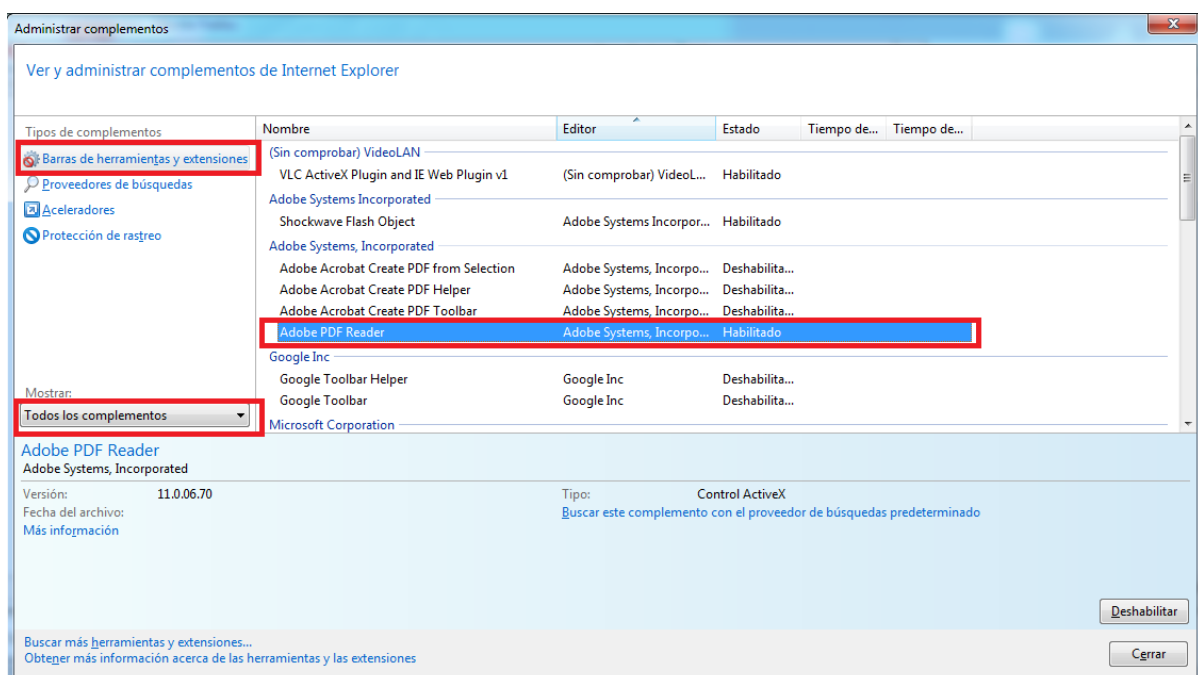 Administrar complementos
Ver y administrar complementos de Internet Explorer
Tipos de complementos
Barras de herramientas y extensiones
Proveedores de búsquedas
Aceleradores
Protección de rastreo
Mostrar:
Todos los complementos
Nombre Editor Estado Tiempo de... Tiempo de...
(Sin comprobar) VideoLAN
VLC ActiveX Plugin and IE Web Plugin v1 (Sin comprobar) VideoL... Habilitado
Adobe Systems Incorporated
Shockwave Flash Object Adobe Systems Incorpor... Habilitado
Adobe Systems, Incorporated
Adobe Acrobat Create PDF from Selection Adobe Systems, Incorpo... Deshabilita...
Adobe Acrobat Create PDF Helper Adobe Systems, Incorpo... Deshabilita...
Adobe Acrobat Create PDF Toolbar Adobe Systems, Incorpo... Deshabilita...
Adobe PDF Reader Adobe Systems, Incorpo... Habilitado
Google Inc
Google Toolbar Helper Google Inc Deshabilita...
Google Toolbar Google Inc Deshabilita...
Microsoft Corporation
Adobe PDF Reader
Adobe Systems, Incorporated
Versión: 11.0.06.70 Tipo: Control ActiveX
Fecha del archivo: Buscar este complemento con el proveedor de búsquedas predeterminado
Más información
Deshabilitar
Buscar más herramientas y extensiones...
Obtener más información acerca de las herramientas y las extensiones
Cerrar